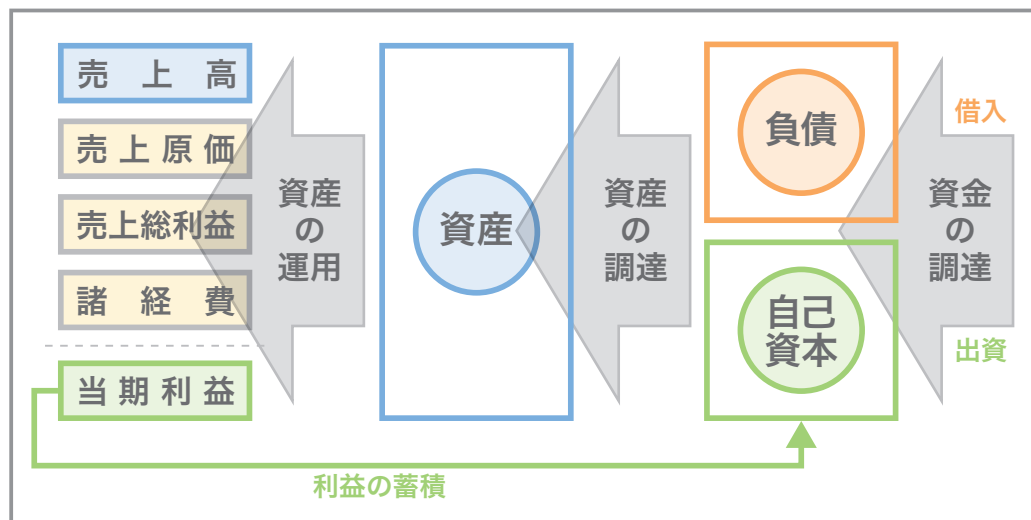 売上高
売上原価
売上総利益
諸経費
当期利益
資産
の
運用
資産
資産
の
調達
負債
自己
資本
借入
資金
の
調達
出資
利益の蓄積